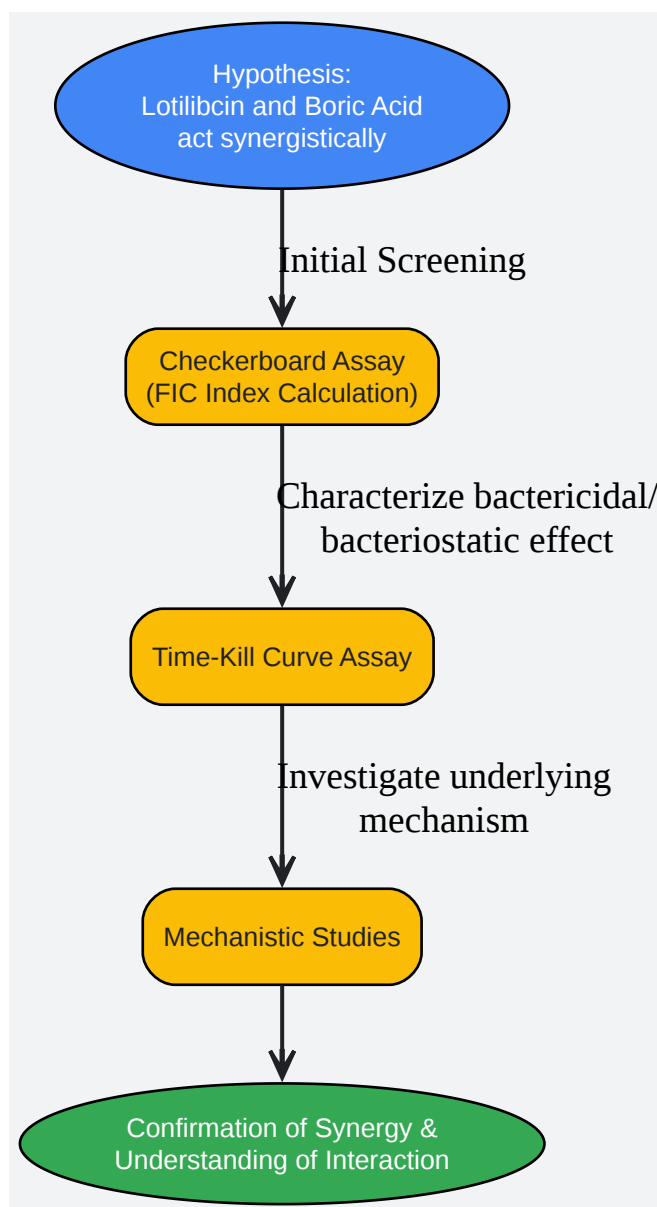 Hypothesis:
Lotilibcin and Boric Acid
act synergistically
Initial Screening
Checkerboard Assay
(FIC Index Calculation)
Characterize bactericidal/
bacteriostatic effect
Time-Kill Curve Assay
Investigate underlying
mechanism
Mechanistic Studies
Confirmation of Synergy &
Understanding of Interaction